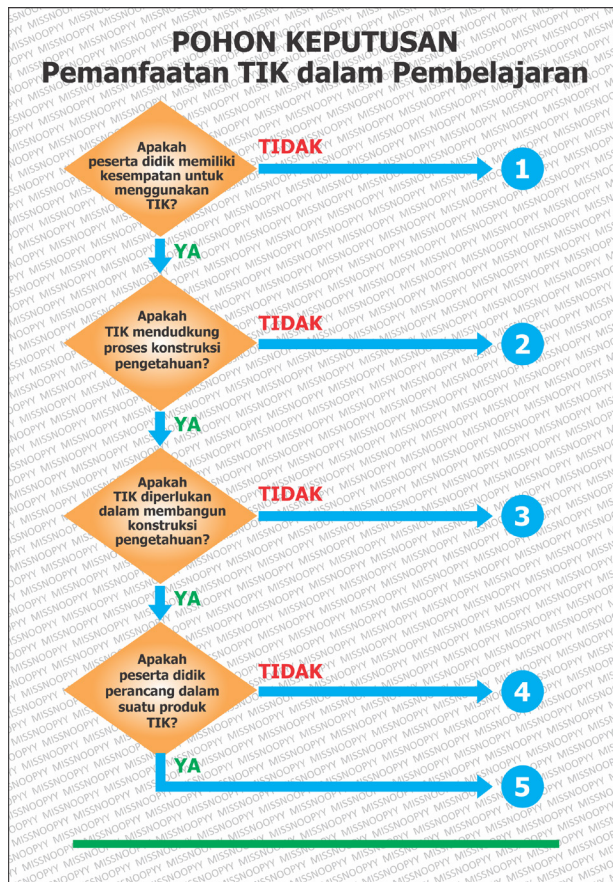 POHON KEPUTUSAN
Pemanfaatan TIK dalam Pembelajaran
Apakah
peserta didik memiliki
kesempatan untuk
menggunakan
TIK?
TIDAK
1
YA
Apakah
TIK mendudkung
proses konstruksi
pengetahuan?
TIDAK
2
YA
Apakah
TIK diperlukan
dalam membangun
konstruksi
pengetahuan?
TIDAK
3
YA
Apakah
peserta didik
perancang dalam
suatu produk
TIK?
TIDAK
4
YA
5
MISSNOOPYY